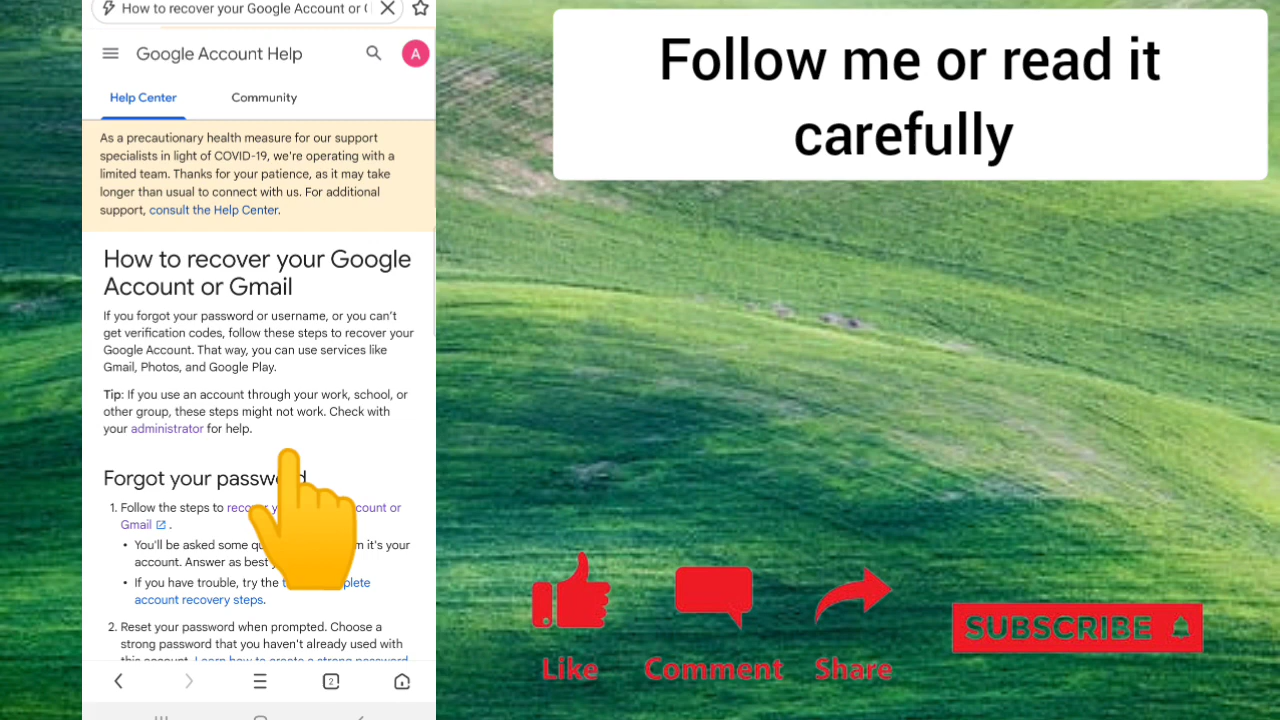 How to recover your Google Account or (
Google Account Help
A
Help Center
Community
As a precautionary health measure for our support
specialists in light of COVID-19, we're operating with a
limited team. Thanks for your patience, as it may take
longer than usual to connect with us. For additional
support, consult the Help Center.
How to recover your Google
Account or Gmail
If you forgot your password or username, or you can't
get verification codes, follow these steps to recover your
Google Account. That way, you can use services like
Gmail, Photos, and Google Play.
Tip: If you use an account through your work, school, or
other group, these steps might not work. Check with
your administrator for help.
Forgot your password
1. Follow the steps to count or
Gmail .
• You'll be asked some it's your
account. Answer as best
• If you have trouble, try the
account recovery steps.
2. Reset your password when prompted. Choose a
strong password that you haven't already used with
this account. Learn how to create a strong password
2
Follow me or read it
carefully
Like
Comment
Share
SUBSCRIBE